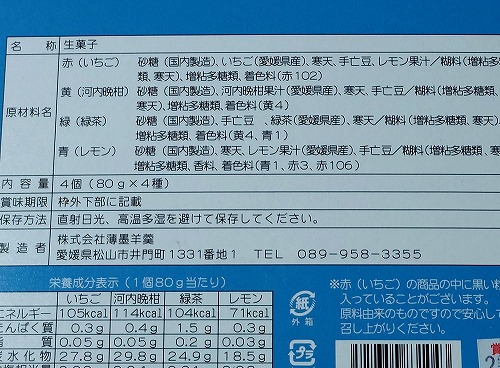 名 称 生菓子
原材料名
赤(いちご) 砂糖(国内製造)、いちご(愛媛県産)、寒天、手亡豆、レモン果汁/糊料(増粘多糖
類、寒天)、増粘多糖類、着色料(赤102)
黄(河内晩柑) 砂糖(国内製造)、河内晩柑果汁(愛媛県産)、寒天、手亡豆/糊料(増粘多糖類、
寒天)、増粘多糖類、着色料(黄4)
緑(緑茶) 砂糖(国内製造)、手亡豆 、緑茶(愛媛県産)、寒天/糊料(増粘多糖類、寒天)、
増粘多糖類、着色料(黄4、青1)
青(レモン) 砂糖(国内製造)、寒天、レモン果汁(愛媛県産)、手亡豆/糊料(増粘多糖類、寒
増粘多糖類、香料、着色料(青1、赤3、赤106)
内容量 4個(80g×4種)
賞味期限 枠外下部に記載
保存方法 直射日光、高温多湿を避けて保存してください。
製造者 株式会社薄墨羊羹
愛媛県松山市井門町1331番地1 TEL 089-958-3355
栄養成分表示(1個80g当たり)
いちご 河内晩柑 緑茶 レモン
エネルギー 105kcal 114kcal 104kcal 71kcal
たんぱく質 0.3g 0.4g 1.5g 0.3g
脂質 0.05g 0.05g 0.2g 0.03g
炭水化物 27.8g 29.8g 24.9g 18.5g
紙
外箱
プラ
※赤(いちご)の商品の中に黒い粒
入っていることがございます。
原料由来のものですので安心して
召し上がりください。
賞